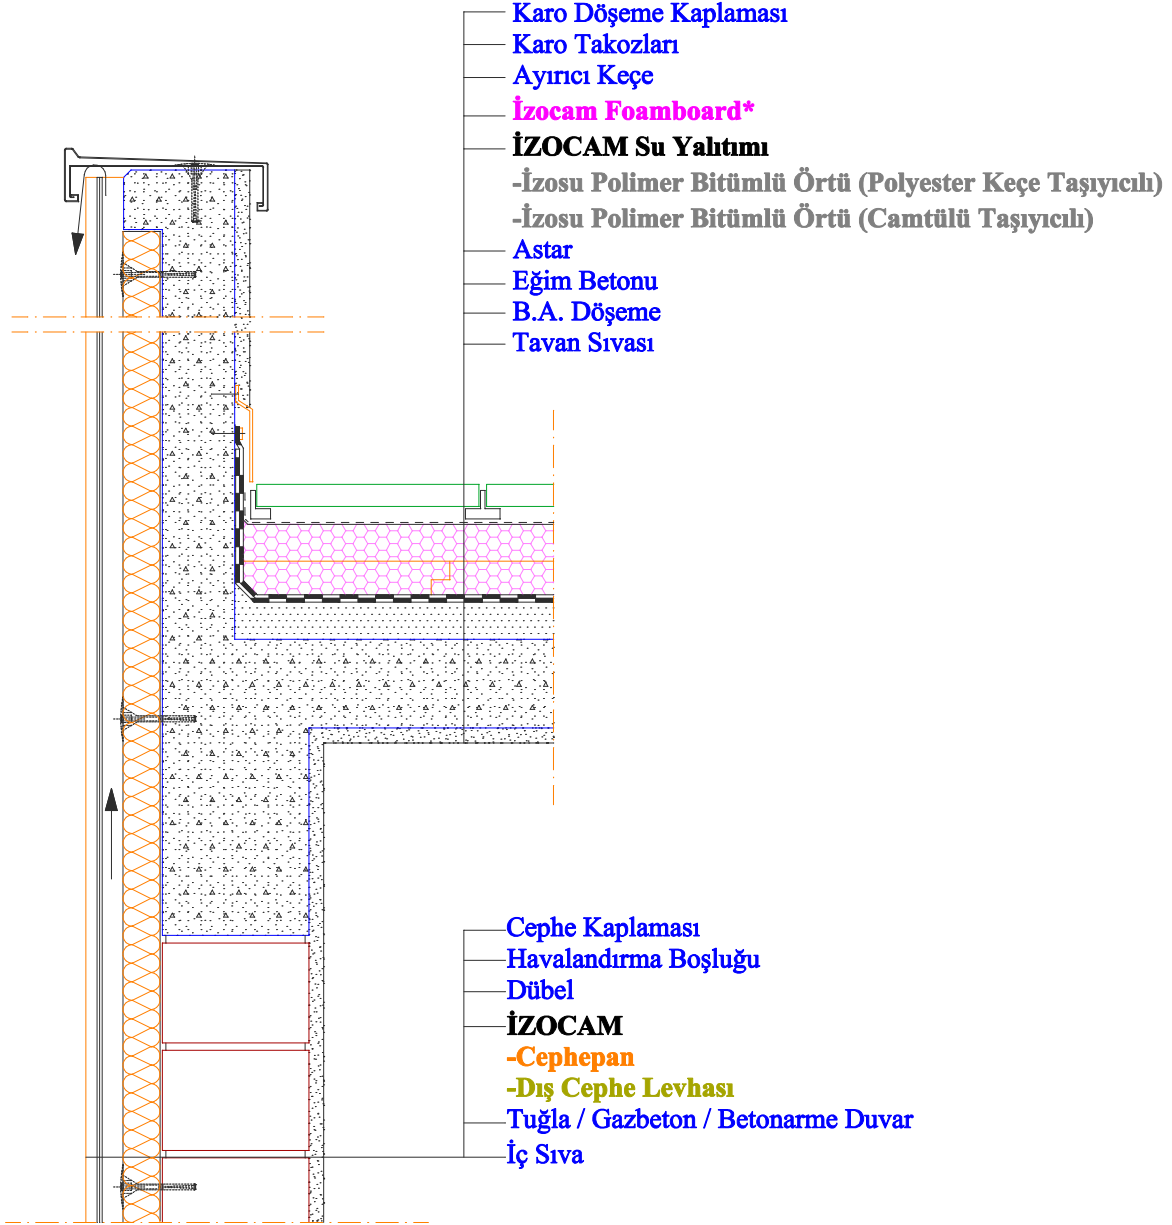 Karo Döşeme Kaplaması
Karo Takozları
Ayırıcı Keçe
İzocam Foamboard*
İZOCAM Su Yalıtımı
-İzosu Polimer Bitümlü Örtü (Polyester Keçe Taşıyıcılı)
-İzosu Polimer Bitümlü Örtü (Camtülü Taşıyıcılı)
Astar
Eğim Betonu
B.A. Döşeme
Tavan Sıvası
Cephe Kaplaması
Havalandırma Boşluğu
Dübel
İZOCAM
-Cephepan
-Dış Cephe Levhası
Tuğla / Gazbeton / Betonarme Duvar
İç Sıva